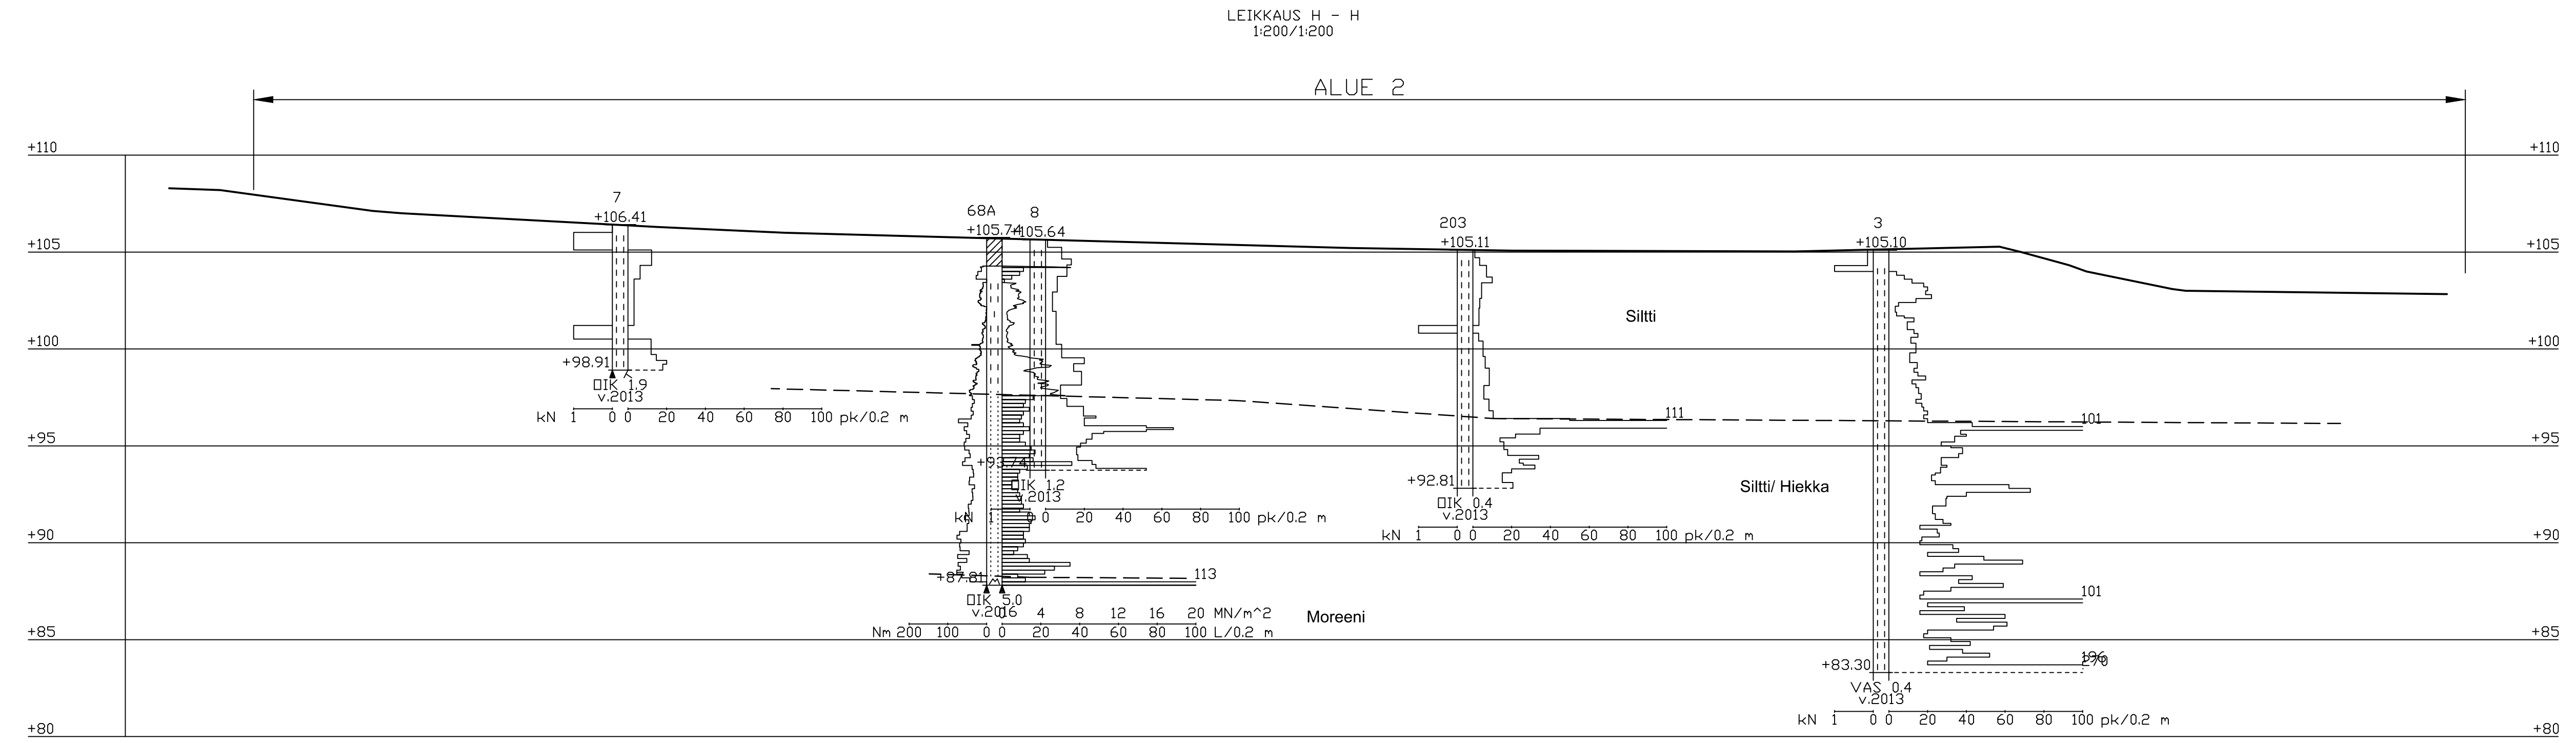 LEIKKAUS H - H
1:200/1:200
ALUE 2
+110 +110
7
+106.41
68A
+105.74
8
+105.64
203
+105.11
3
+105.10
+105 +105
Siltti
+100 +100
+98.91
OIK 1.9
v.2013
kN 1 0 0 20 40 60 80 100 pk/0.2 m
111
101
+95 +95
+93.74
OIK 1.2
v.2013
kN 1 0 0 20 40 60 80 100 pk/0.2 m
+92.81
OIK 0.4
v.2013
kN 1 0 0 20 40 60 80 100 pk/0.2 m
Siltti/ Hiekka
+90 +90
+87.81
113
OIK 5.0
v.2016
4 8 12 16 20 MN/m^2
Nm 200 100 0 0 20 40 60 80 100 L/0.2 m
Moreeni
101
+85 +85
196
270
+83.30
VAS 0.4
v.2013
kN 1 0 0 20 40 60 80 100 pk/0.2 m
+80 +80